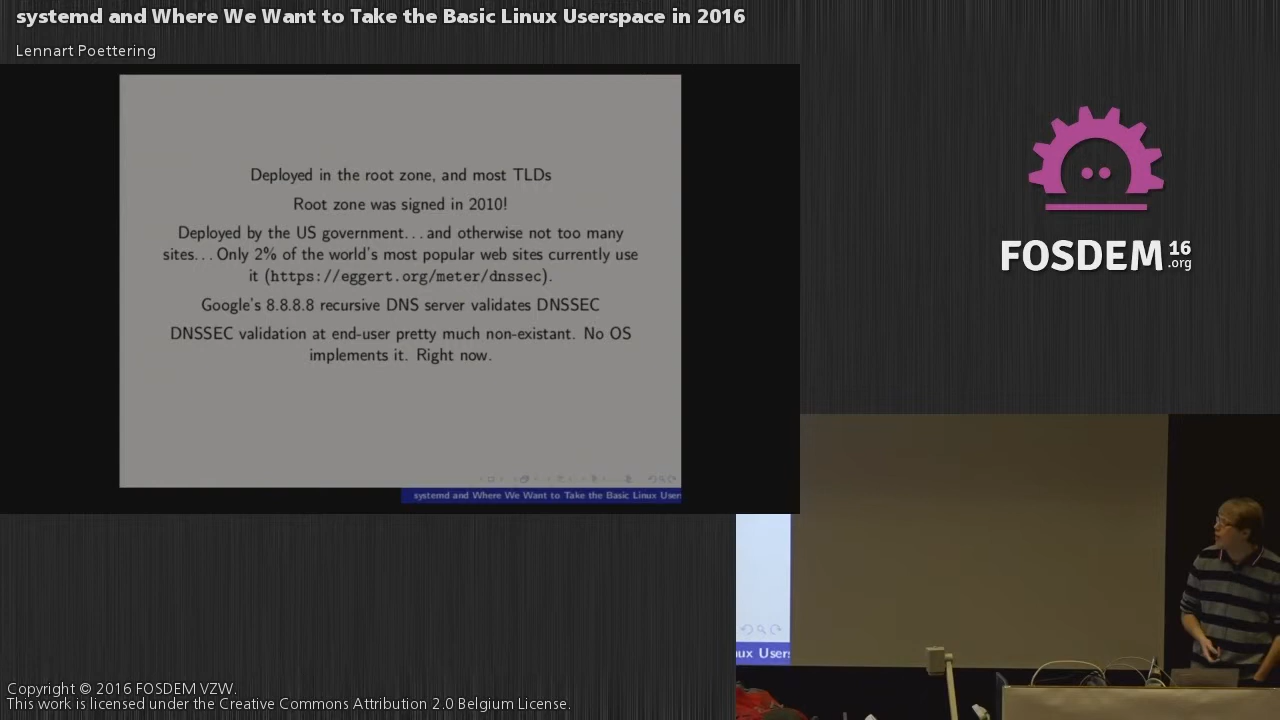 systemd and Where We Want to Take the Basic Linux Userspace in 2016
Lennart Poettering
Deployed in the root zone, and most TLDs
Root zone was signed in 2010!
Deployed by the US government...and otherwise not too many
sites...Only 2% of the world's most popular web sites currently use
it (https://eggert.org/meter/dnssec).
Google's 8.8.8.8 recursive DNS server validates DNSSEC
DNSSEC validation at end-user pretty much non-existant. No OS
implements it. Right now.
systemd and Where We Want to Take the Basic Linux User
FOSDEM 16
.org
nux Users
Copyright © 2016 FOSDEM VZW.
This work is licensed under the Creative Commons Attribution 2.0 Belgium License.